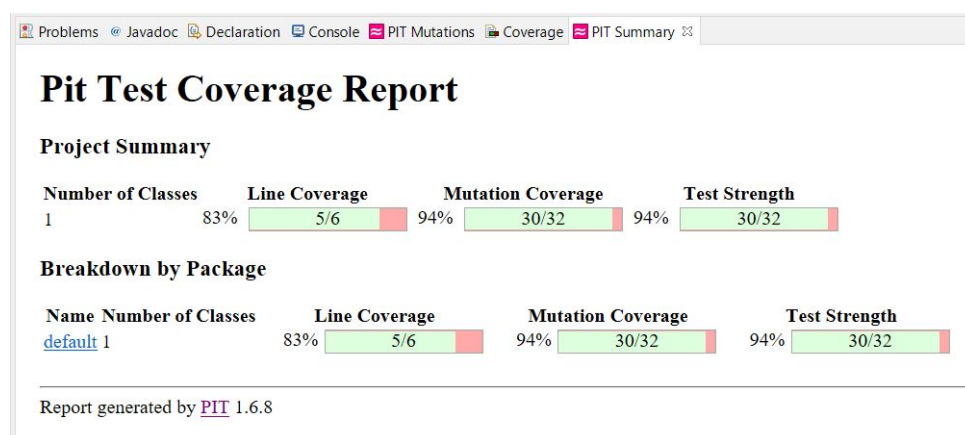 Problems @ Javadoc Declaration Console PIT Mutations Coverage PIT Summary
Pit Test Coverage Report
Project Summary
Number of Classes Line Coverage Mutation Coverage Test Strength
1 83% 5/6 94% 30/32 94% 30/32
Breakdown by Package
Name Number of Classes Line Coverage Mutation Coverage Test Strength
default 1 83% 5/6 94% 30/32 94% 30/32
Report generated by PIT 1.6.8